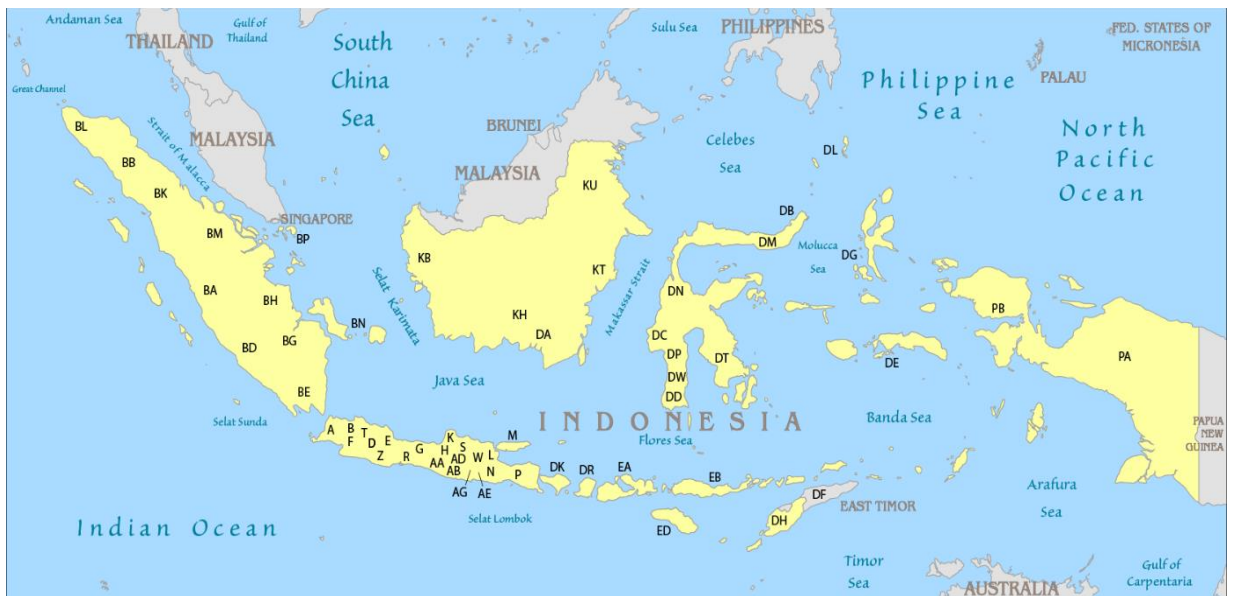 Andaman Sea
Gulf of
Thailand
THAILAND
South
China
Sea
Sulu Sea
PHILIPPINES
FED. STATES OF
MICRONESIA
PALAU
Philippine
Sea
Great Channel
BL
Strait of Malacca
MALAYSIA
BRUNEI
MALAYSIA
Celebes
Sea
DL
North
Pacific
Ocean
BB
BK
KU
SINGAPORE
BM
BP
DB
DM
Molucca
Sea
DG
KB
KT
Selat Karimata
Makassar Strait
BA
BH
DN
PB
KH
DA
BN
BG
BD
DC
DP
DT
DE
PA
DW
DD
BE
Java Sea
Selat Sunda
INDONESIA
Banda Sea
Flores Sea
PAPUA
NEW
GUINEA
A
B
T
F
D
E
Z
R
G
K
H
S
M
AA
AD
W
L
AB
N
P
AG
AE
DK
DR
EA
EB
DF
EAST TIMOR
DH
ED
Selat Lombok
Arafura
Sea
Indian Ocean
Timor
Sea
AUSTRALIA
Gulf of
Carpentaria